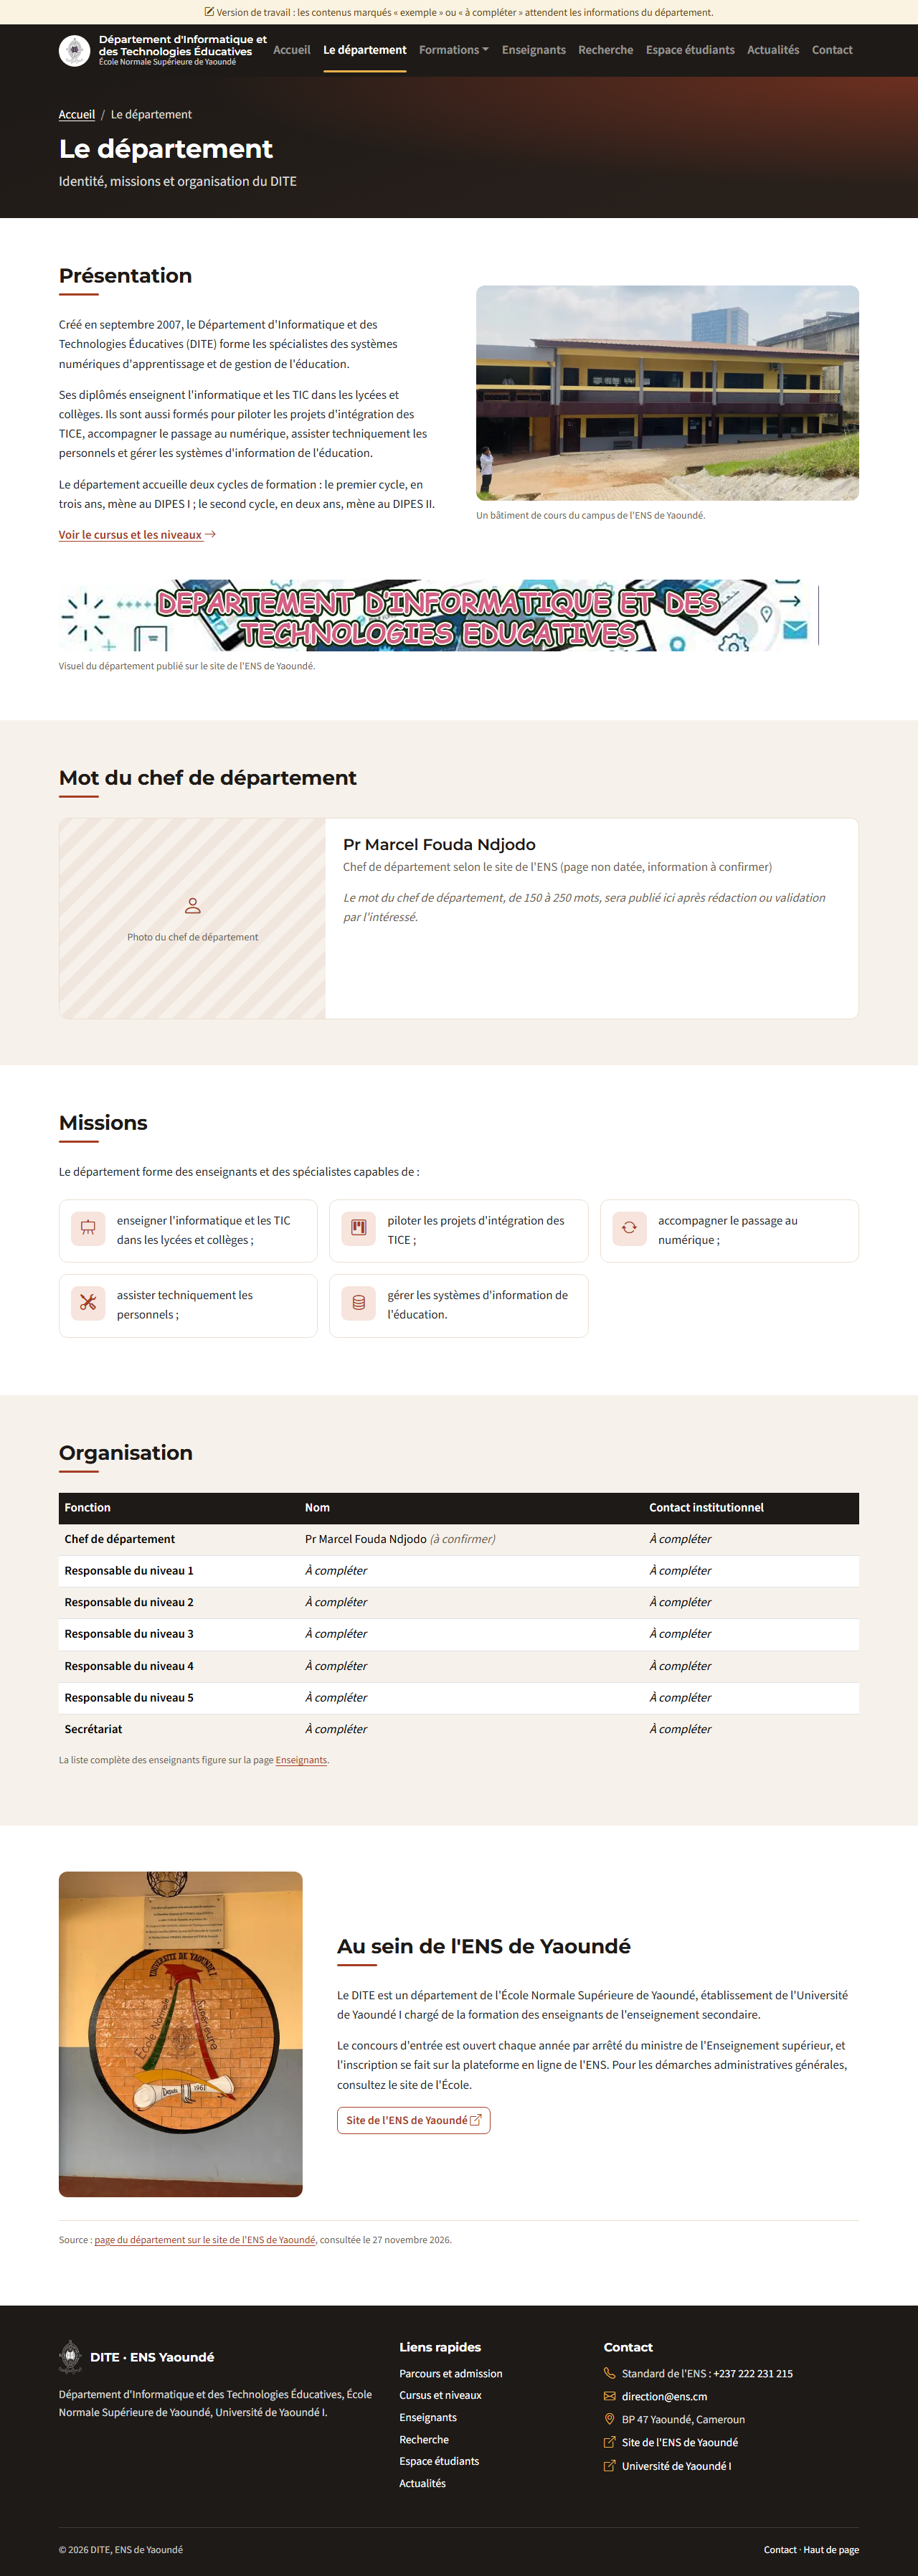 Version de travail : les contenus marqués « exemple » ou « à compléter » attendent les informations du département.
Département d'Informatique et
des Technologies Éducatives
École Normale Supérieure de Yaoundé
Accueil
Le département
Formations
Enseignants
Recherche
Espace étudiants
Actualités
Contact
Accueil / Le département
Le département
Identité, missions et organisation du DITE
Présentation
Créé en septembre 2007, le Département d'Informatique et des
Technologies Éducatives (DITE) forme les spécialistes des systèmes
numériques d'apprentissage et de gestion de l'éducation.
Ses diplômés enseignent l'informatique et les TIC dans les lycées et
collèges. Ils sont aussi formés pour piloter les projets d'intégration des
TICE, accompagner le passage au numérique, assister techniquement les
personnels et gérer les systèmes d'information de l'éducation.
Le département accueille deux cycles de formation : le premier cycle, en
trois ans, mène au DIPES I ; le second cycle, en deux ans, mène au DIPES II.
Voir le cursus et les niveaux
Un bâtiment de cours du campus de l'ENS de Yaoundé.
DEPARTEMENT D'INFORMATIQUE ET DES
TECHNOLOGIES EDUCATIVES
Visuel du département publié sur le site de l'ENS de Yaoundé.
Mot du chef de département
Photo du chef de département
Pr Marcel Fouda Ndjodo
Chef de département selon le site de l'ENS (page non datée, information à confirmer)
Le mot du chef de département, de 150 à 250 mots, sera publié ici après rédaction ou validation
par l'intéressé.
Missions
Le département forme des enseignants et des spécialistes capables de :
enseigner l'informatique et les TIC
dans les lycées et collèges ;
piloter les projets d'intégration des
TICE ;
accompagner le passage au
numérique ;
assister techniquement les
personnels ;
gérer les systèmes d'information de
l'éducation.
Organisation
Fonction Nom Contact institutionnel
Chef de département Pr Marcel Fouda Ndjodo (à confirmer) À compléter
Responsable du niveau 1 À compléter À compléter
Responsable du niveau 2 À compléter À compléter
Responsable du niveau 3 À compléter À compléter
Responsable du niveau 4 À compléter À compléter
Responsable du niveau 5 À compléter À compléter
Secrétariat À compléter À compléter
La liste complète des enseignants figure sur la page Enseignants.
UNIVERSITE DE YAOUNDE I
École Normale Supérieure
Depuis 1961
Au sein de l'ENS de Yaoundé
Le DITE est un département de l'École Normale Supérieure de Yaoundé, établissement de l'Université
de Yaoundé I chargé de la formation des enseignants de l'enseignement secondaire.
Le concours d'entrée est ouvert chaque année par arrêté du ministre de l'Enseignement supérieur, et
l'inscription se fait sur la plateforme en ligne de l'ENS. Pour les démarches administratives générales,
consultez le site de l'École.
Site de l'ENS de Yaoundé
Source : page du département sur le site de l'ENS de Yaoundé, consultée le 27 novembre 2026.
DITE · ENS Yaoundé
Département d'Informatique et des Technologies Éducatives, École
Normale Supérieure de Yaoundé, Université de Yaoundé I.
Liens rapides
Parcours et admission
Cursus et niveaux
Enseignants
Recherche
Espace étudiants
Actualités
Contact
Standard de l'ENS : +237 222 231 215
direction@ens.cm
BP 47 Yaoundé, Cameroun
Site de l'ENS de Yaoundé
Université de Yaoundé I
© 2026 DITE, ENS de Yaoundé
Contact · Haut de page